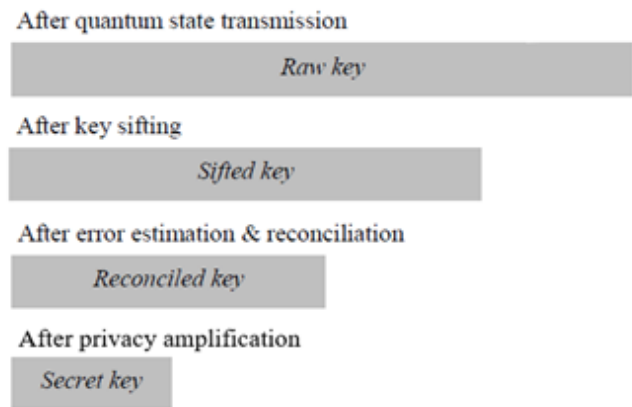 After quantum state transmission
Raw key
After key sifting
Sifted key
After error estimation & reconciliation
Reconciled key
After privacy amplification
Secret key